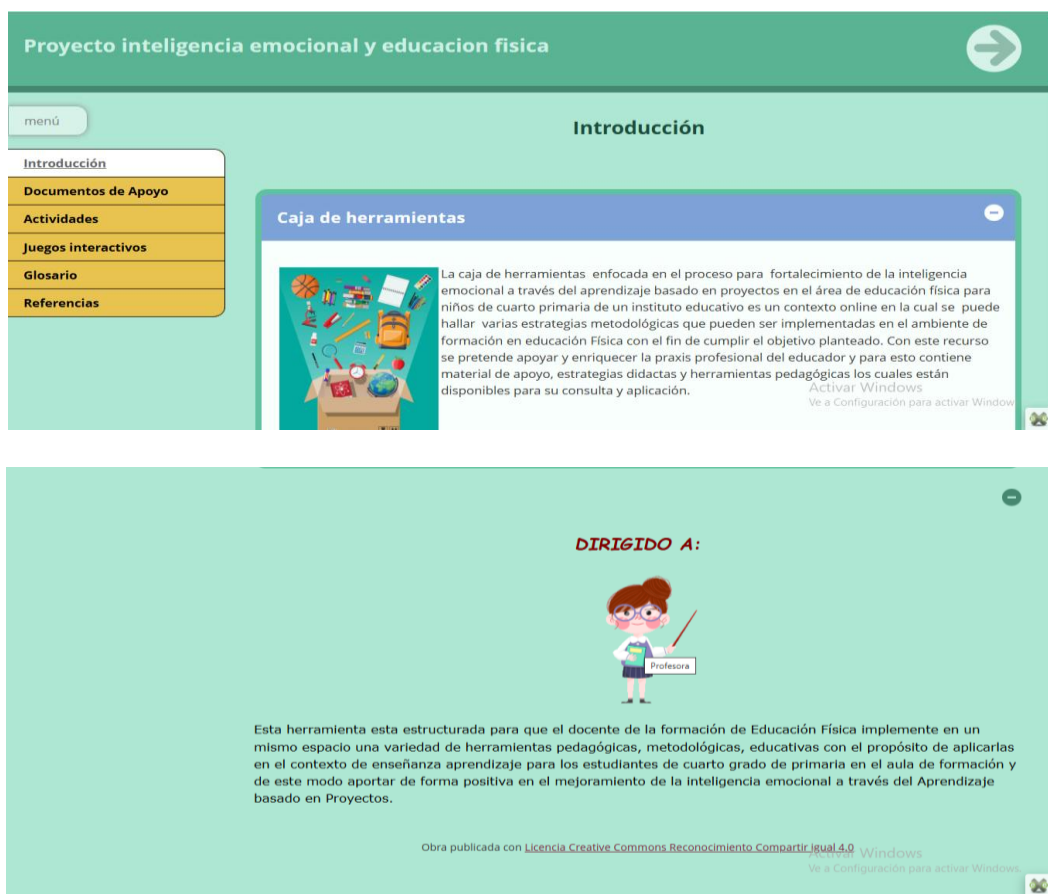 Proyecto inteligencia emocional y educacion fisica
menú
Introducción
Documentos de Apoyo
Actividades
Juegos interactivos
Glosario
Referencias
Introducción
Caja de herramientas
La caja de herramientas enfocada en el proceso para fortalecimiento de la inteligencia
emocional a través del aprendizaje basado en proyectos en el área de educación física para
niños de cuarto primaria de un instituto educativo es un contexto online en la cual se puede
hallar varias estrategias metodológicas que pueden ser implementadas en el ambiente de
formación en educación Física con el fin de cumplir el objetivo planteado. Con este recurso
se pretende apoyar y enriquecer la praxis profesional del educador y para esto contiene
material de apoyo, estrategias didactas y herramientas pedagógicas los cuales están
disponibles para su consulta y aplicación.
Activar Windows
Ve a Configuración para activar Window
DIRIGIDO A:
Profesora
Esta herramienta esta estructurada para que el docente de la formación de Educación Física implemente en un
mismo espacio una variedad de herramientas pedagógicas, metodológicas, educativas con el propósito de aplicarlas
en el contexto de enseñanza aprendizaje para los estudiantes de cuarto grado de primaria en el aula de formación y
de este modo aportar de forma positiva en el mejoramiento de la inteligencia emocional a través del Aprendizaje
basado en Proyectos.
Obra publicada con Licencia Creative Commons Reconocimiento Compartir igual 4.0
Activar Windows
Ve a Configuración para activar Windows.